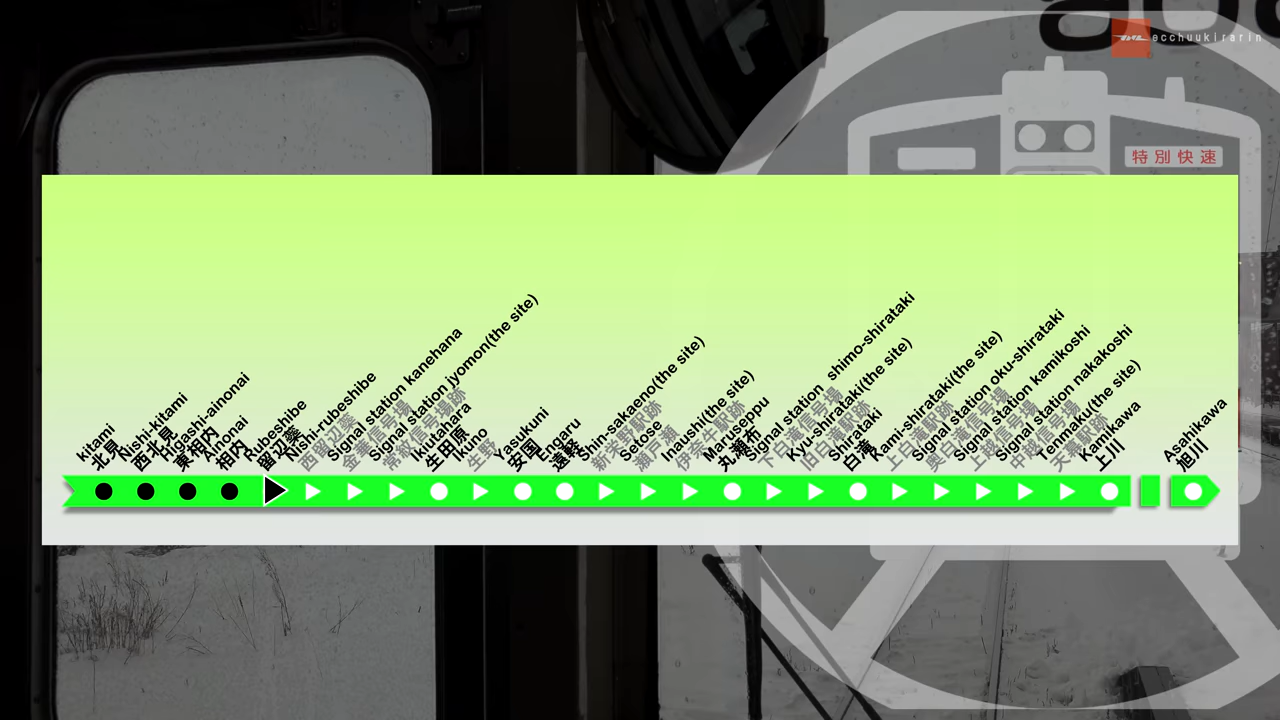 ecchuukirarin
特別快速
kitami
北見
Nishi-kitami
西北見
Higashi-ainonai
東相内
Ainonai
相内
Rubeshibe
留辺蘂
Nishi-rubeshibe
西留辺蘂
Signal station kanehana
金華信号場
Signal station jyomon(the site)
常紋信号場跡
Ikutahara
生田原
Ikuno
生野
Yasukuni
安国
Engaru
遠軽
Shin-sakaeno(the site)
新栄野駅跡
Setose
瀬戸瀬
Inaushi(the site)
伊奈牛駅跡
Maruseppu
丸瀬布
Signal station shimo-shirataki
下白滝信号場
Kyu-shirataki(the site)
旧白滝駅跡
Shirataki
白滝
Kami-shirataki(the site)
上白滝駅跡
Signal station oku-shirataki
奥白滝信号場
Signal station kamikoshi
上越信号場
Signal station nakakoshi
中越信号場
Tenmaku(the site)
天幕駅跡
Kamikawa
上川
Asahikawa
旭川